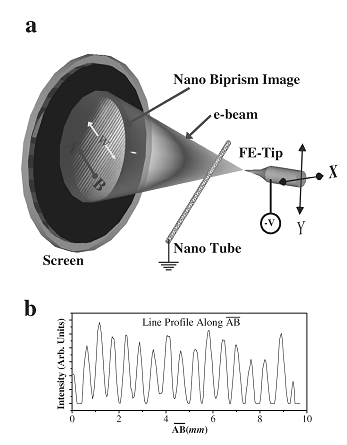 a
Nano Biprism Image
e-beam
FE-Tip
X
W
B
-V
Y
Nano Tube
Screen
b
Line Profile Along AB
Intensity (Arb. Units)
0 2 4 6 8 10
AB(mm)